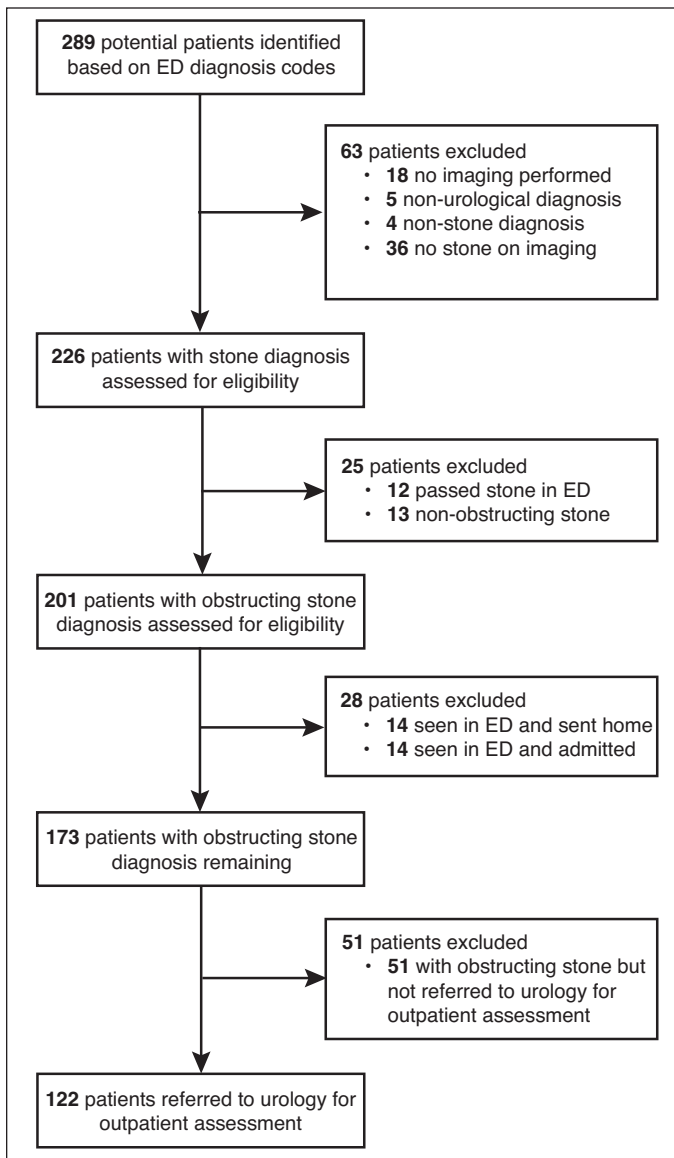 289 potential patients identified
based on ED diagnosis codes
63 patients excluded
• 18 no imaging performed
• 5 non-urological diagnosis
• 4 non-stone diagnosis
• 36 no stone on imaging
226 patients with stone diagnosis
assessed for eligibility
25 patients excluded
• 12 passed stone in ED
• 13 non-obstructing stone
201 patients with obstructing stone
diagnosis assessed for eligibility
28 patients excluded
• 14 seen in ED and sent home
• 14 seen in ED and admitted
173 patients with obstructing stone
diagnosis remaining
51 patients excluded
• 51 with obstructing stone but
not referred to urology for
outpatient assessment
122 patients referred to urology for
outpatient assessment